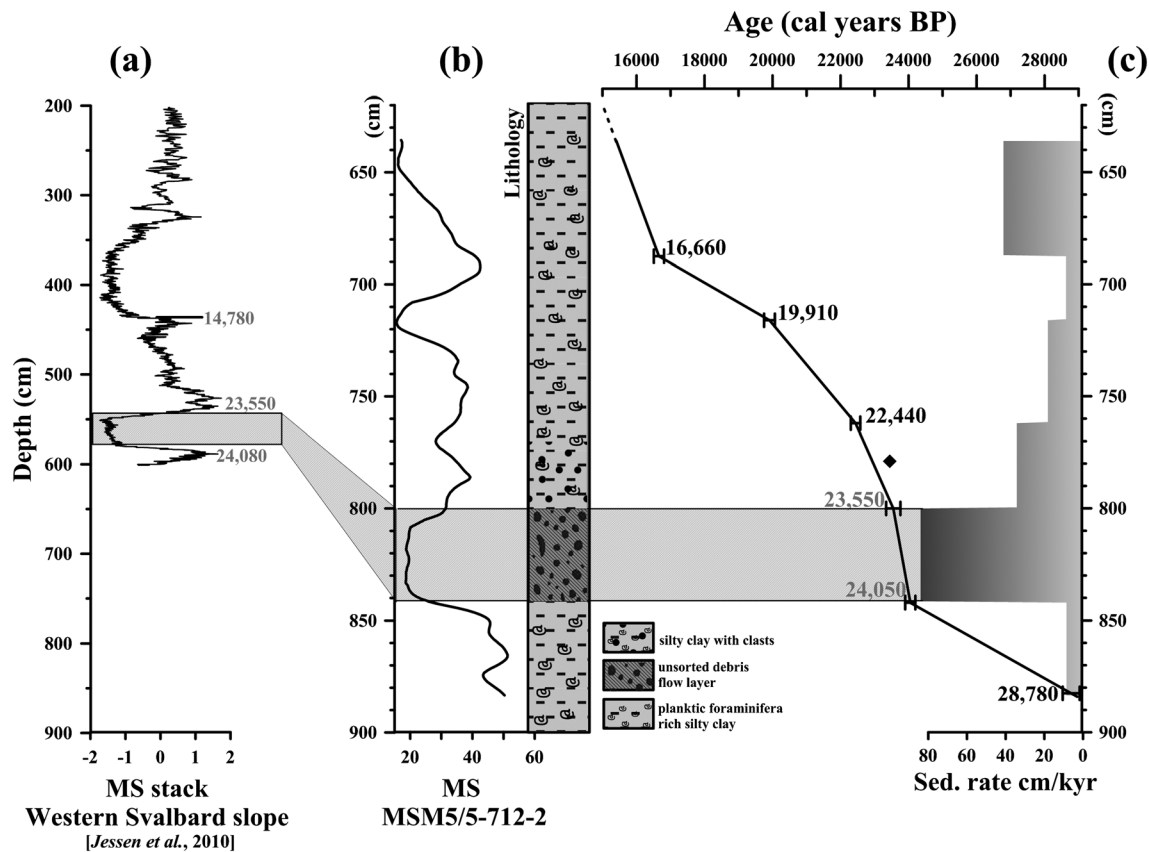 Age (cal years BP)
(a)
(b)
(c)
16000
20000
22000
24000
26000
28000
200
300
400
500
600
700
800
900
Depth (cm)
14,780
23,550
24,080
-2
-1
0
1
2
MS stack
Western Svalbard slope
[Jessen et al., 2010]
(cm)
650
700
750
800
850
900
20
40
60
MS
MSM5/5-712-2
Lithology
16,660
19,910
22,440
23,550
24,050
28,780
silty clay with clasts
unsorted debris
flow layer
planktic foraminifera
rich silty clay
(cm)
650
700
750
800
850
900
80
60
40
20
0
Sed. rate cm/kyr